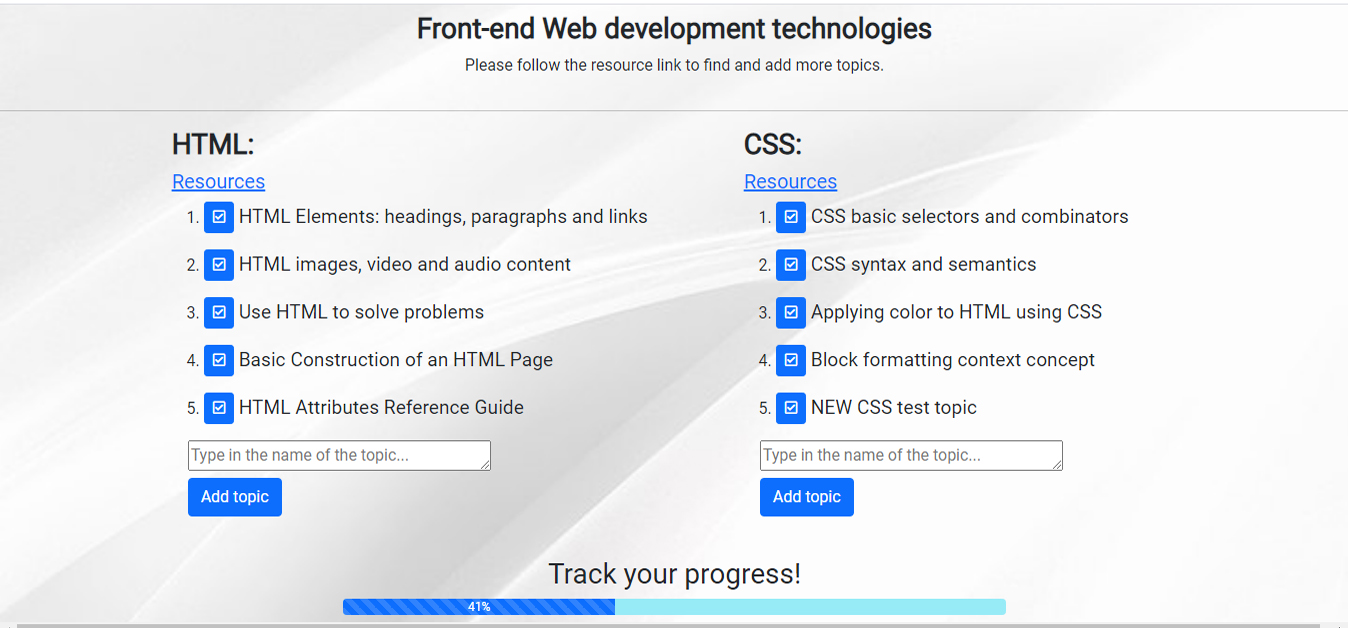 Front-end Web development technologies
Please follow the resource link to find and add more topics.
HTML:
Resources
1. HTML Elements: headings, paragraphs and links
2. HTML images, video and audio content
3. Use HTML to solve problems
4. Basic Construction of an HTML Page
5. HTML Attributes Reference Guide
Type in the name of the topic...
Add topic
CSS:
Resources
1. CSS basic selectors and combinators
2. CSS syntax and semantics
3. Applying color to HTML using CSS
4. Block formatting context concept
5. NEW CSS test topic
Type in the name of the topic...
Add topic
Track your progress!
41%